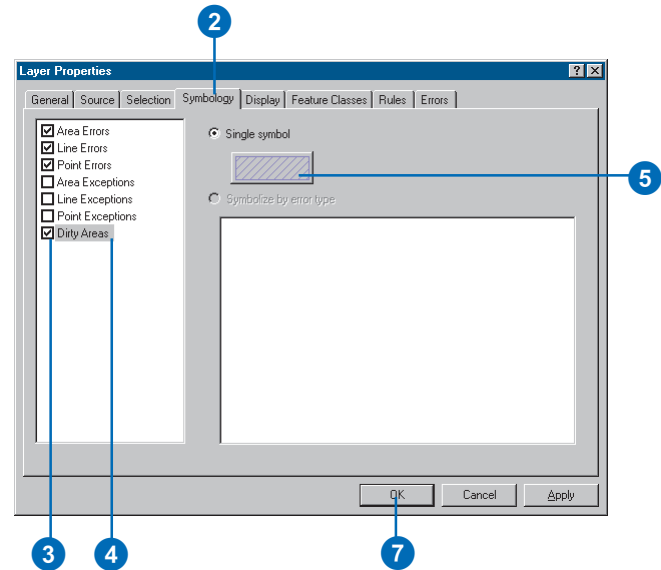 2
Layer Properties
General Source Selection Symbology Display Feature Classes Rules Errors
Area Errors
Line Errors
Point Errors
Area Exceptions
Line Exceptions
Point Exceptions
Dirty Areas
Single symbol
5
Symbolize by error type
OK Cancel Apply
3 4 7